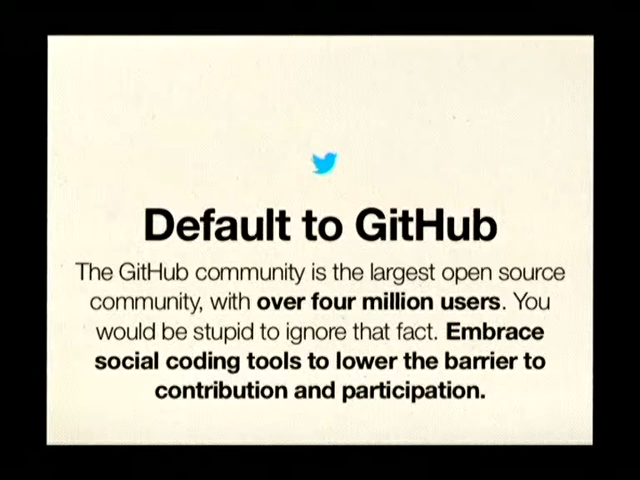 Default to GitHub
The GitHub community is the largest open source
community, with over four million users. You
would be stupid to ignore that fact. Embrace
social coding tools to lower the barrier to
contribution and participation.